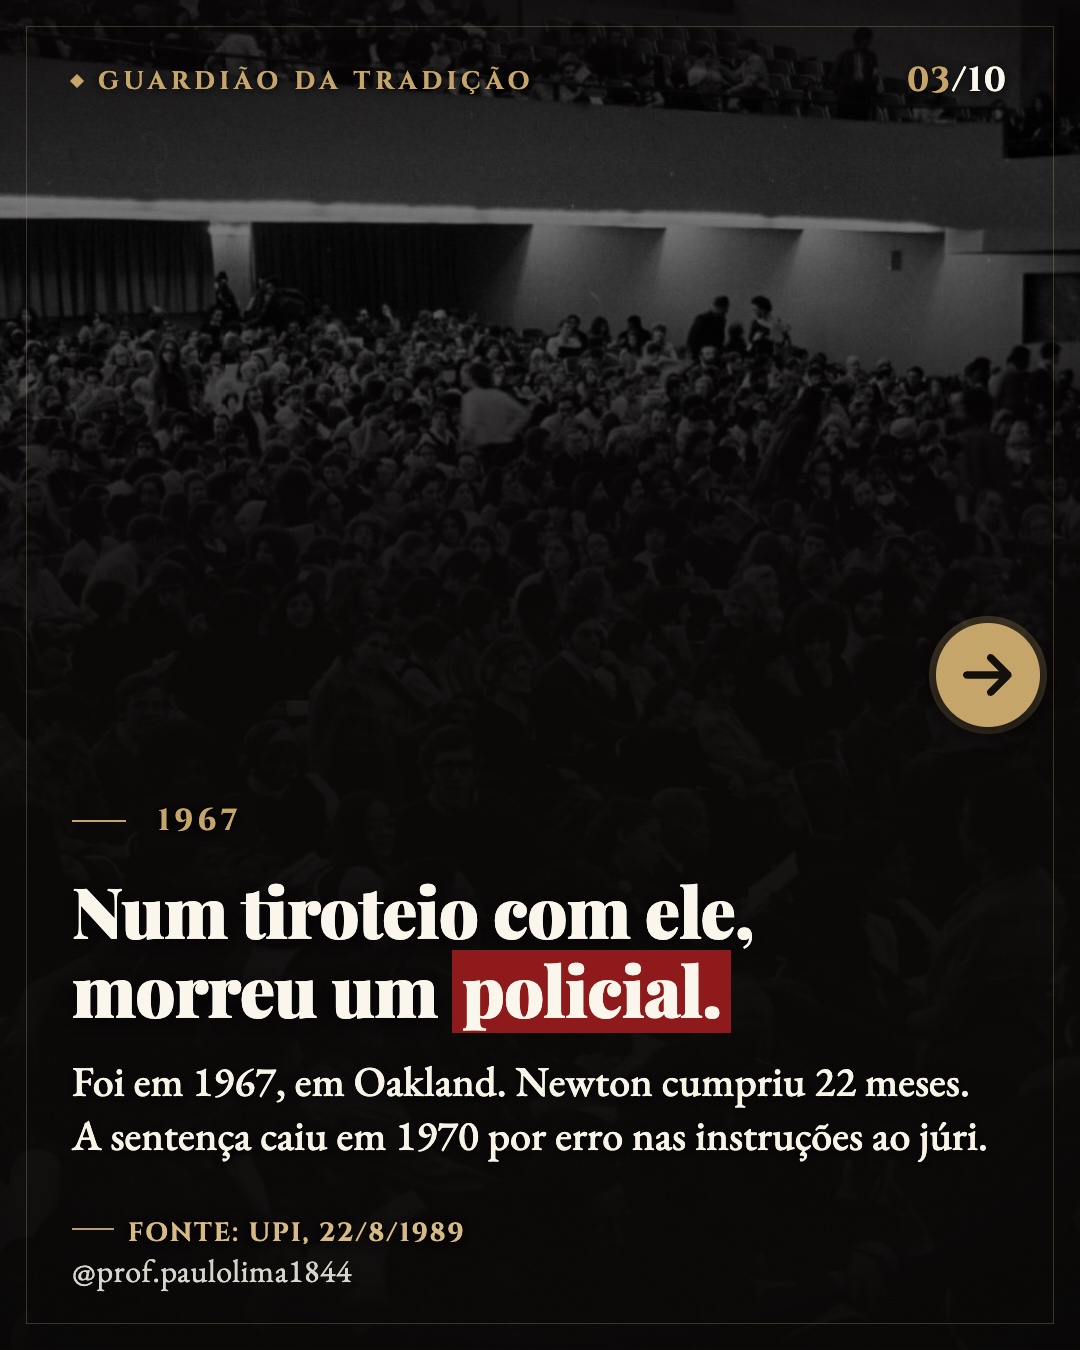 GUARDIÃO DA TRADIÇÃO
03/10
1967
Num tiroteio com ele,
morreu um policial.
Foi em 1967, em Oakland. Newton cumpriu 22 meses.
A sentença caiu em 1970 por erro nas instruções ao júri.
FONTE: UPI, 22/8/1989
@prof.paulolima1844